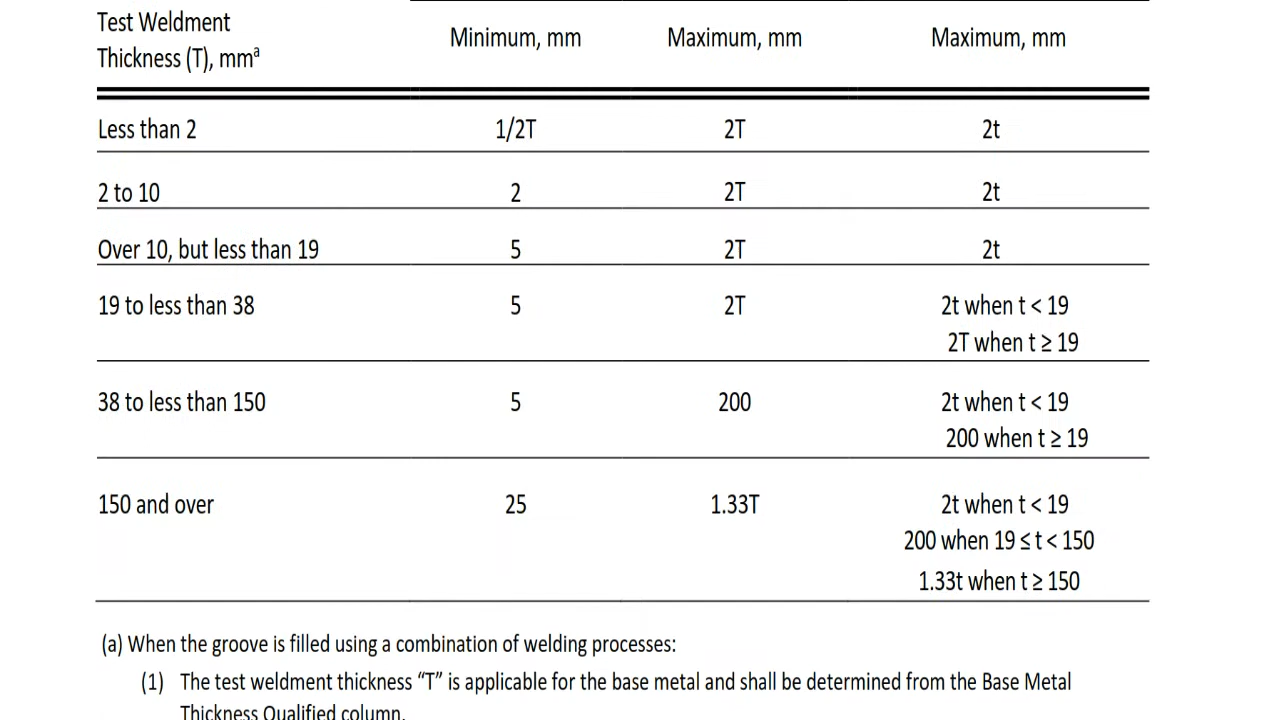 Test Weldment
Thickness (T), mmª Minimum, mm Maximum, mm Maximum, mm
Less than 2 1/2T 2T 2t
2 to 10 2 2T 2t
Over 10, but less than 19 5 2T 2t
19 to less than 38 5 2T 2t when t < 19
2T when t ≥ 19
38 to less than 150 5 200 2t when t < 19
200 when t ≥ 19
150 and over 25 1.33T 2t when t < 19
200 when 19 ≤ t < 150
1.33t when t ≥ 150
(a) When the groove is filled using a combination of welding processes:
(1) The test weldment thickness “T” is applicable for the base metal and shall be determined from the Base Metal
Thickness Qualified column.